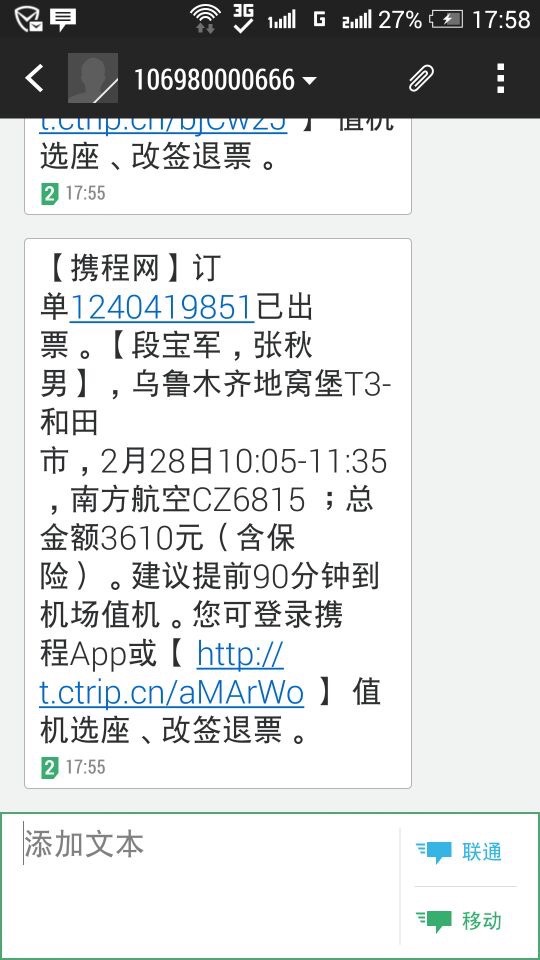 3G
G
27%
17:58
106980000666
t.ctrip.cn/bjCW2J 】 值机
选座、改签退票。
2 17:55
【携程网】订
单1240419851已出
票。【段宝军，张秋
男】，乌鲁木齐地窝堡T3-
和田
市，2月28日10:05-11:35
，南方航空CZ6815 ；总
金额3610元（含保
险）。建议提前90分钟到
机场值机。您可登录携
程App或【 http://
t.ctrip.cn/aMArWo 】 值
机选座、改签退票。
2 17:55
添加文本
联通
移动